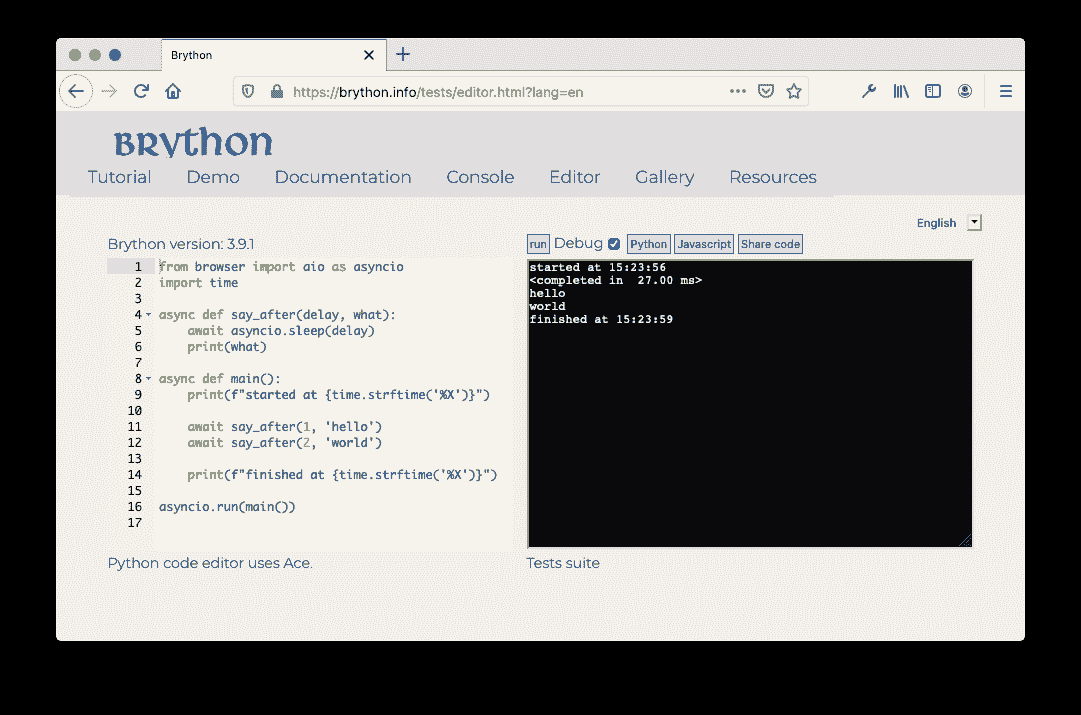 Brython
https://brython.info/tests/editor.html?lang=en
BRython
Tutorial Demo Documentation Console Editor Gallery Resources
English
Brython version: 3.9.1
run Debug Python Javascript Share code
1 from browser import aio as asyncio
2 import time
3
4 async def say_after(delay, what):
5     await asyncio.sleep(delay)
6     print(what)
7
8 async def main():
9     print(f"started at {time.strftime('%X')}")
10
11     await say_after(1, 'hello')
12     await say_after(2, 'world')
13
14     print(f"finished at {time.strftime('%X')}")
15
16 asyncio.run(main())
17
started at 15:23:56
<completed in  27.00 ms>
hello
world
finished at 15:23:59
Python code editor uses Ace.
Tests suite